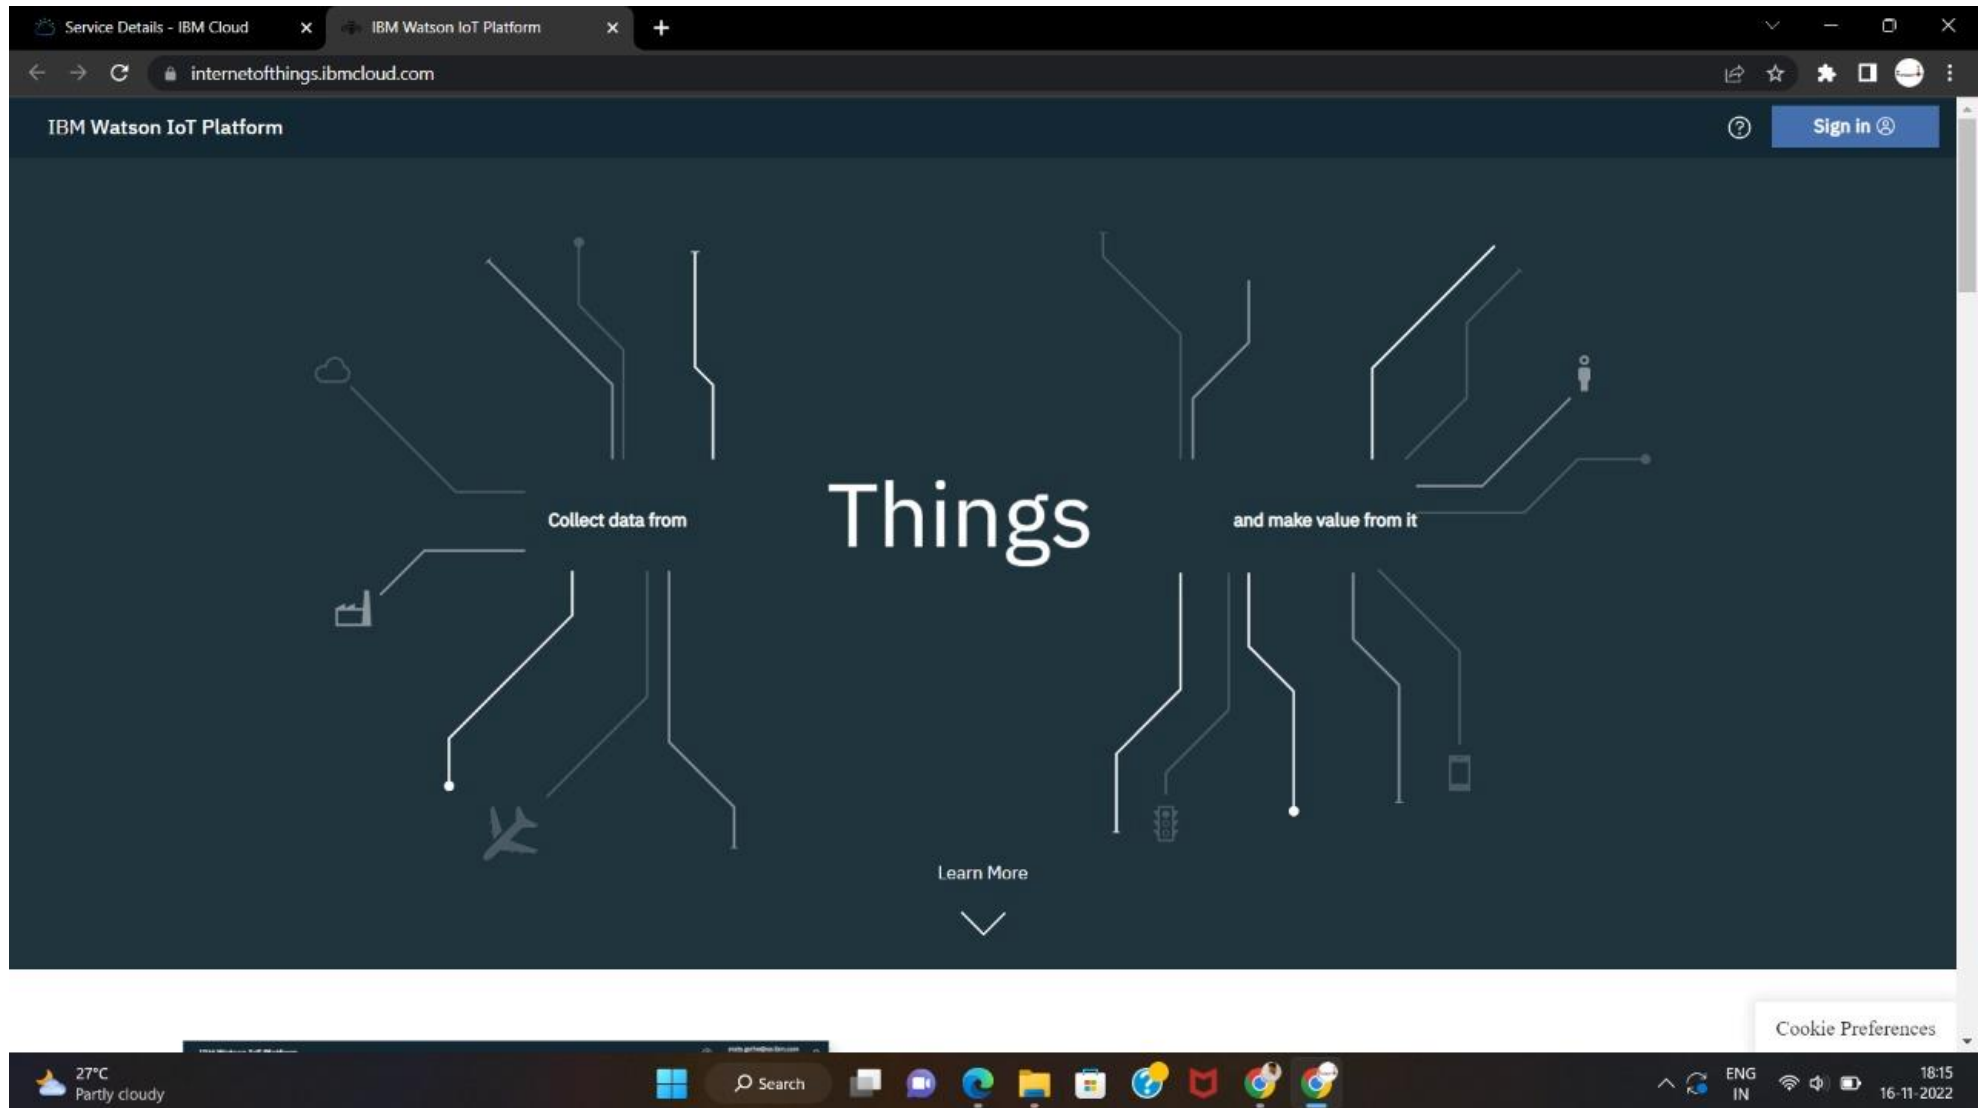 Service Details - IBM Cloud
IBM Watson IoT Platform
internetofthings.ibmcloud.com
IBM Watson IoT Platform
Sign in
Collect data from
Things
and make value from it
Learn More
Cookie Preferences
27°C
Partly cloudy
Search
ENG
IN
18:15
16-11-2022